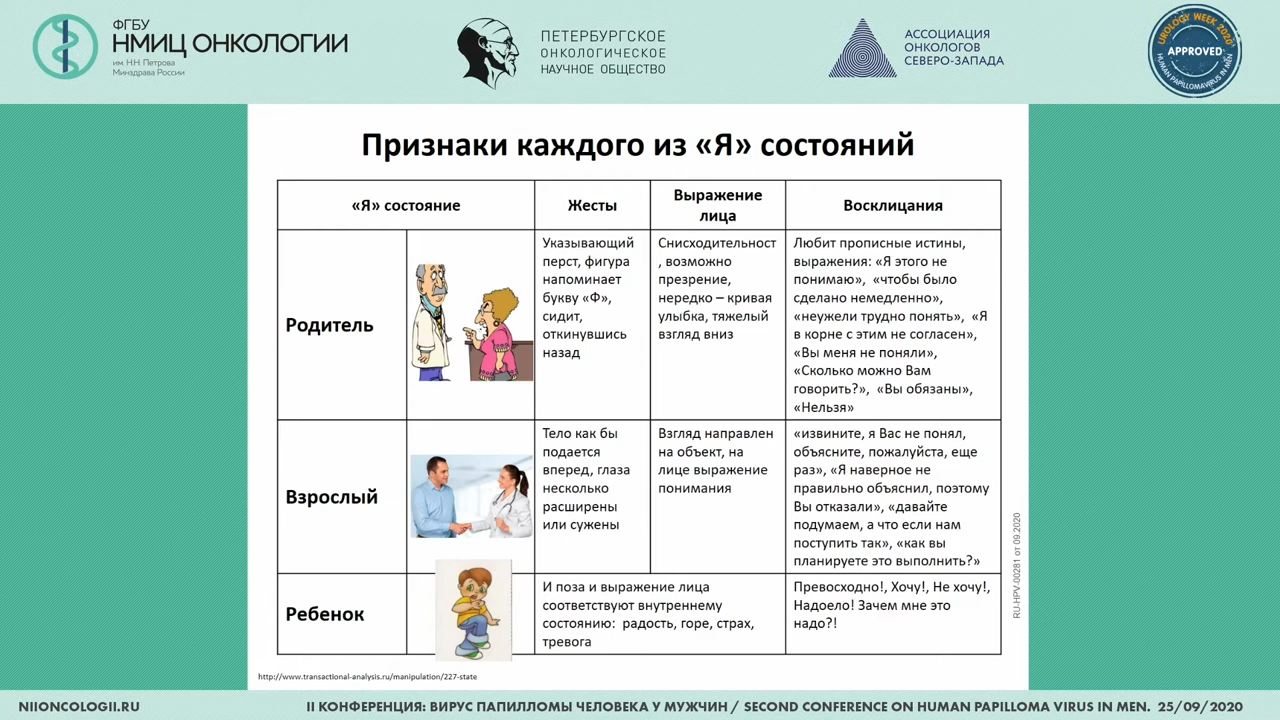 ФГБУ
НМИЦ ОНКОЛОГИИ
им. Н.Н. Петрова
Минздрава России
ПЕТЕРБУРГСКОЕ
ОНКОЛОГИЧЕСКОЕ
НАУЧНОЕ ОБЩЕСТВО
АССОЦИАЦИЯ
ОНКОЛОГОВ
СЕВЕРО-ЗАПАДА
UROLOGY WEEK 2020
APPROVED
HUMAN PAPILLOMAVIRUS IN MEN
Признаки каждого из «Я» состояний
«Я» состояние
Жесты
Выражение
лица
Восклицания
Родитель
Указывающий
перст, фигура
напоминает
букву «Ф»,
сидит,
откинувшись
назад
Снисходительност
, возможно
презрение,
нередко – кривая
улыбка, тяжелый
взгляд вниз
Любит прописные истины,
выражения: «Я этого не
понимаю», «чтобы было
сделано немедленно»,
«неужели трудно понять», «Я
в корне с этим не согласен»,
«Вы меня не поняли»,
«Сколько можно Вам
говорить?», «Вы обязаны»,
«Нельзя»
Взрослый
Тело как бы
подается
вперед, глаза
несколько
расширены
или сужены
Взгляд направлен
на объект, на
лице выражение
понимания
«извините, я Вас не понял,
объясните, пожалуйста, еще
раз», «Я наверное не
правильно объяснил, поэтому
Вы отказали», «давайте
подумаем, а что если нам
поступить так», «как вы
планируете это выполнить?»
Ребенок
И поза и выражение лица
соответствуют внутреннему
состоянию: радость, горе, страх,
тревога
Превосходно!, Хочу!, Не хочу!,
Надоело! Зачем мне это
надо?!
RU-HPV-00281 от 09.2020
http://www.transactional-analysis.ru/manipulation/227-state
NIIONCOLOGII.RU
II КОНФЕРЕНЦИЯ: ВИРУС ПАПИЛЛОМЫ ЧЕЛОВЕКА У МУЖЧИН / SECOND CONFERENCE ON HUMAN PAPILLOMA VIRUS IN MEN. 25/09/2020